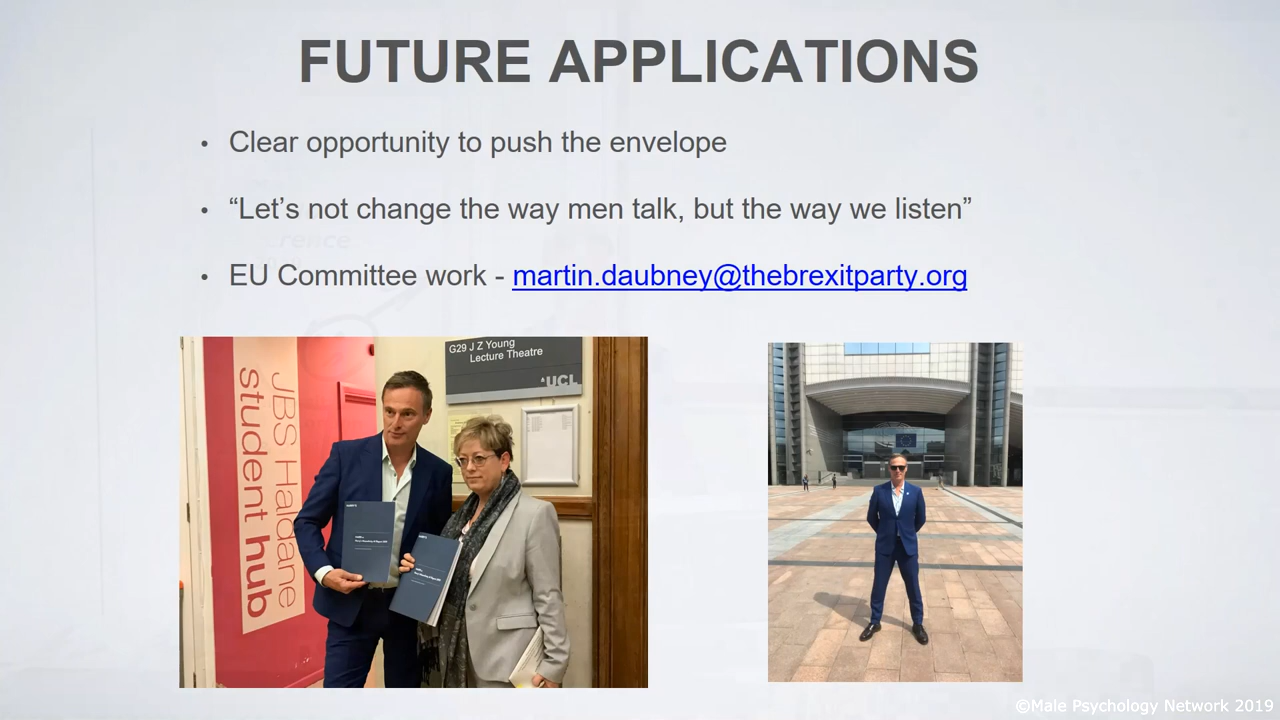 FUTURE APPLICATIONS
• Clear opportunity to push the envelope
• “Let’s not change the way men talk, but the way we listen”
• EU Committee work - martin.daubney@thebrexitparty.org
JBS Haldane
student hub
G29 J Z Young
Lecture Theatre
UCL
©Male Psychology Network 2019